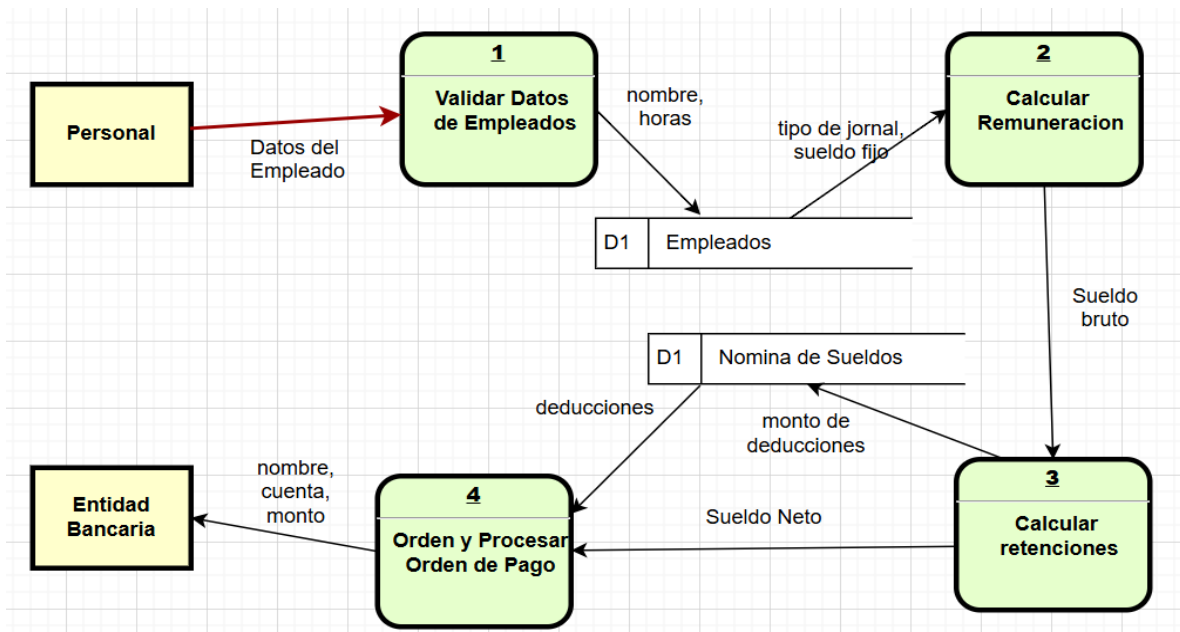 1
Validar Datos
de Empleados
2
Calcular
Remuneracion
Personal
Datos del
Empleado
nombre,
horas
tipo de jornal,
sueldo fijo
D1
Empleados
Sueldo
bruto
D1
Nomina de Sueldos
deducciones
monto de
deducciones
Entidad
Bancaria
nombre,
cuenta,
monto
4
Orden y Procesar
Orden de Pago
Sueldo Neto
3
Calcular
retenciones